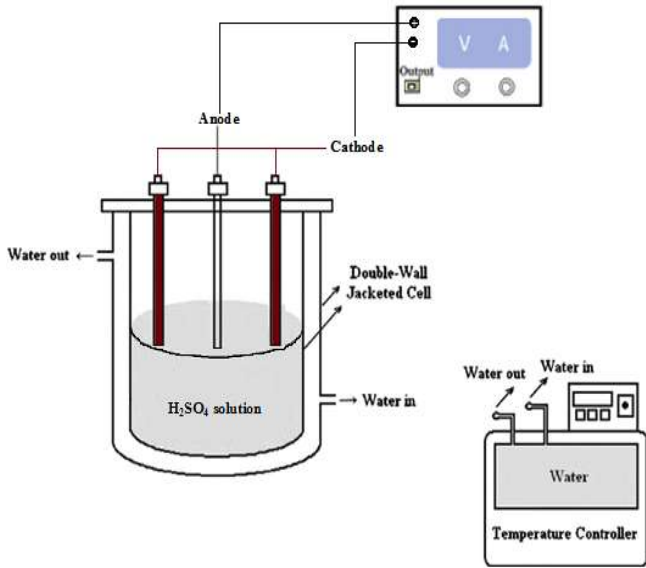 V A
Output
Anode
Cathode
Water out ←
Double-Wall
Jacketed Cell
H₂SO₄ solution
→ Water in
Water in
Water out
Water
Temperature Controller